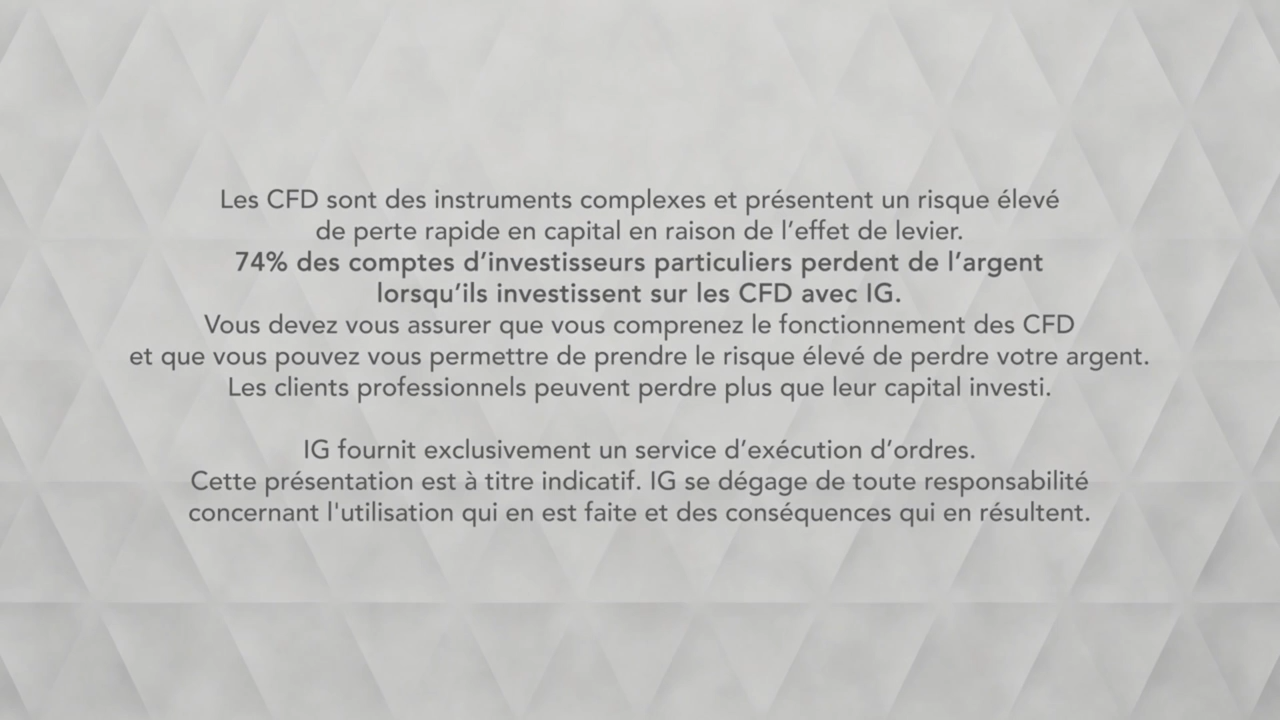 Les CFD sont des instruments complexes et présentent un risque élevé
de perte rapide en capital en raison de l’effet de levier.
74% des comptes d’investisseurs particuliers perdent de l’argent
lorsqu’ils investissent sur les CFD avec IG.
Vous devez vous assurer que vous comprenez le fonctionnement des CFD
et que vous pouvez vous permettre de prendre le risque élevé de perdre votre argent.
Les clients professionnels peuvent perdre plus que leur capital investi.
IG fournit exclusivement un service d’exécution d’ordres.
Cette présentation est à titre indicatif. IG se dégage de toute responsabilité
concernant l'utilisation qui en est faite et des conséquences qui en résultent.